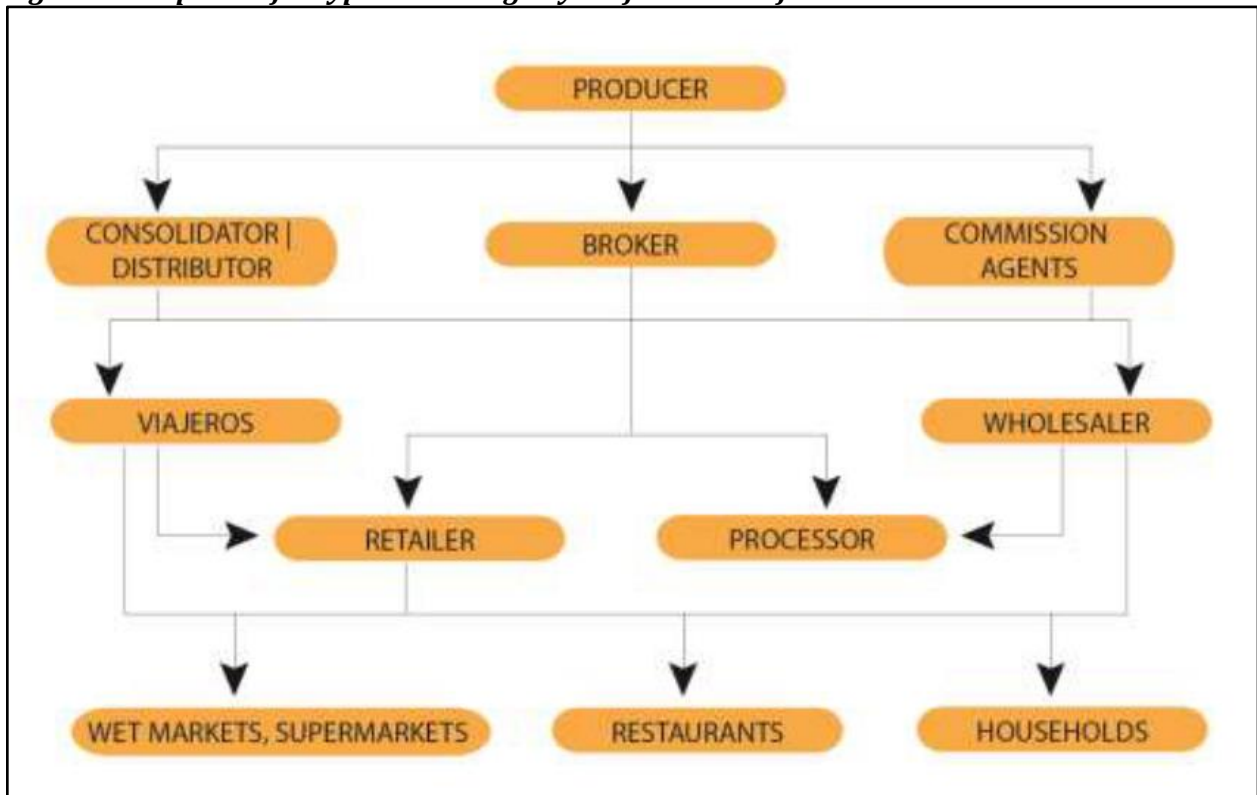 PRODUCER
CONSOLIDATOR |
DISTRIBUTOR
BROKER
COMMISSION
AGENTS
VIAJEROS
WHOLESALER
RETAILER
PROCESSOR
WET MARKETS, SUPERMARKETS
RESTAURANTS
HOUSEHOLDS